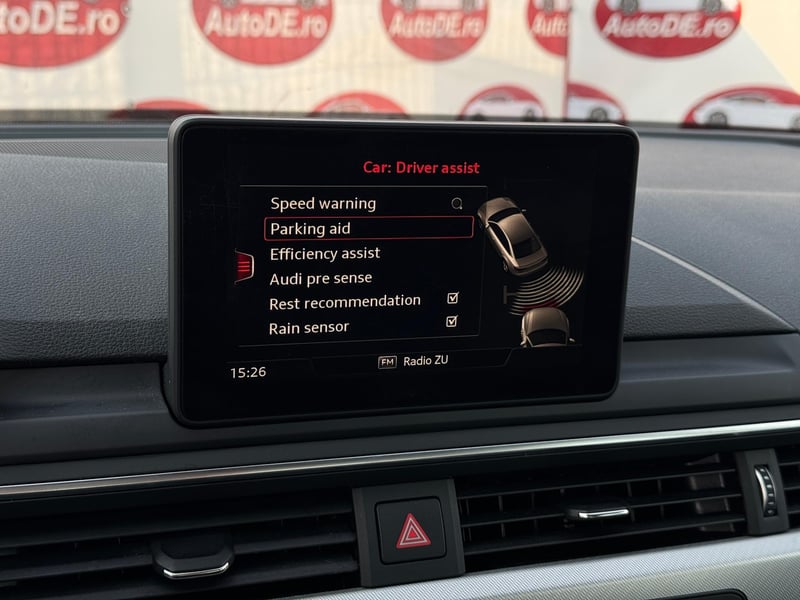 AutoDE.ro
AutoDE.ro
AutoDE.ro
AutoDE.ro
Car: Driver assist
Speed warning
Parking aid
Efficiency assist
Audi pre sense
Rest recommendation
Rain sensor
FM Radio ZU
15:26